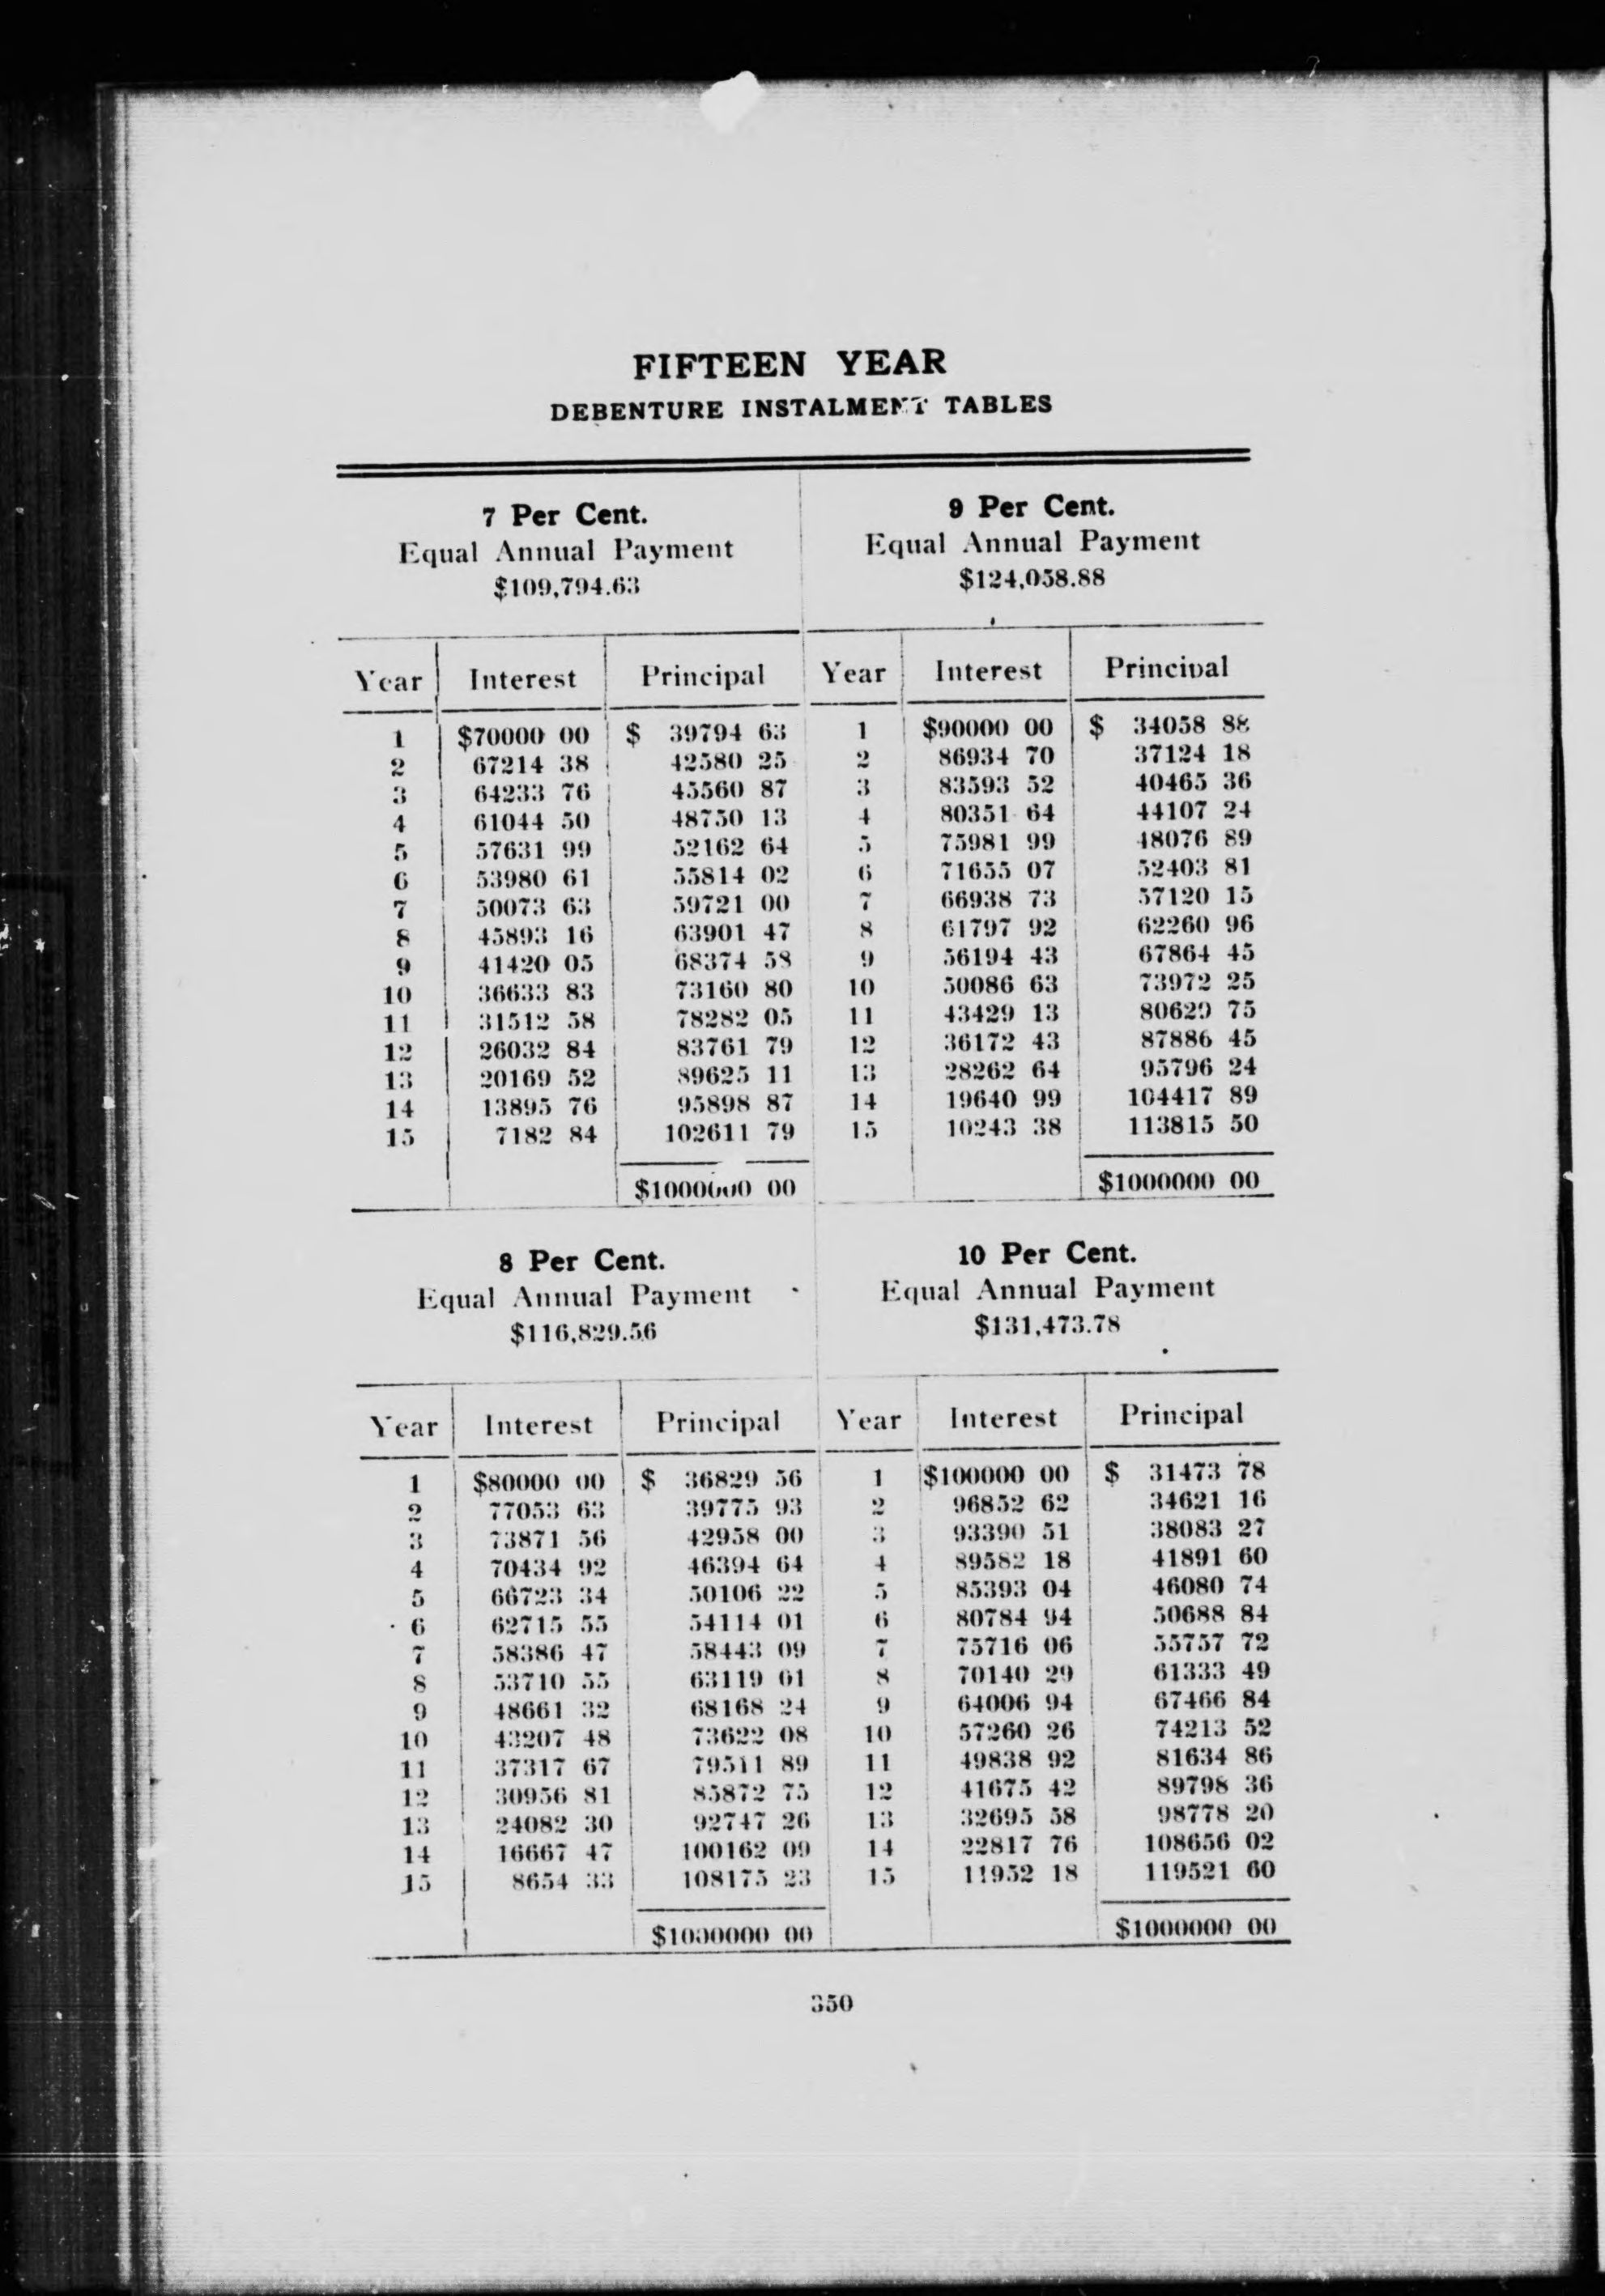 FIFTEEN YEAR
DEBENTURE INSTALMENT TABLES
7 Per Cent.
Equal Annual Payment
$109,794.63
Year Interest Principal
1 $70000 00 $ 39794 63
2 67214 38 42580 25
3 64233 76 45560 87
4 61044 50 48750 13
5 57631 99 52162 64
6 53980 61 55814 02
7 50073 63 59721 00
8 45893 16 63901 47
9 41420 05 68374 58
10 36633 83 73160 80
11 31512 58 78282 05
12 26032 84 83761 79
13 20169 52 89625 11
14 13895 76 95898 87
15 7182 84 102611 79
$1000000 00
9 Per Cent.
Equal Annual Payment
$124,058.88
Year Interest Principal
1 $90000 00 $ 34058 88
2 86934 70 37124 18
3 83593 52 40465 36
4 80351 64 44107 24
5 75981 99 48076 89
6 71655 07 52403 81
7 66938 73 57120 15
8 61797 92 62260 96
9 56194 43 67864 45
10 50086 63 73972 25
11 43429 13 80629 75
12 36172 43 87886 45
13 28262 64 95796 24
14 19640 99 104417 89
15 10243 38 113815 50
$1000000 00
8 Per Cent.
Equal Annual Payment
$116,829.56
Year Interest Principal
1 $80000 00 $ 36829 56
2 77053 63 39775 93
3 73871 56 42958 00
4 70434 92 46394 64
5 66723 34 50106 22
6 62715 55 54114 01
7 58386 47 58443 09
8 53710 55 63119 01
9 48661 32 68168 24
10 43207 48 73622 08
11 37317 67 79511 89
12 30956 81 85872 75
13 24082 30 92747 26
14 16667 47 100162 09
15 8654 33 108175 23
$1000000 00
10 Per Cent.
Equal Annual Payment
$131,473.78
Year Interest Principal
1 $100000 00 $ 31473 78
2 96852 62 34621 16
3 93390 51 38083 27
4 89582 18 41891 60
5 85393 04 46080 74
6 80784 94 50688 84
7 75716 06 55757 72
8 70140 29 61333 49
9 64006 94 67466 84
10 57260 26 74213 52
11 49838 92 81634 86
12 41675 42 89798 36
13 32695 58 98778 20
14 22817 76 108656 02
15 11952 18 119521 60
$1000000 00
350